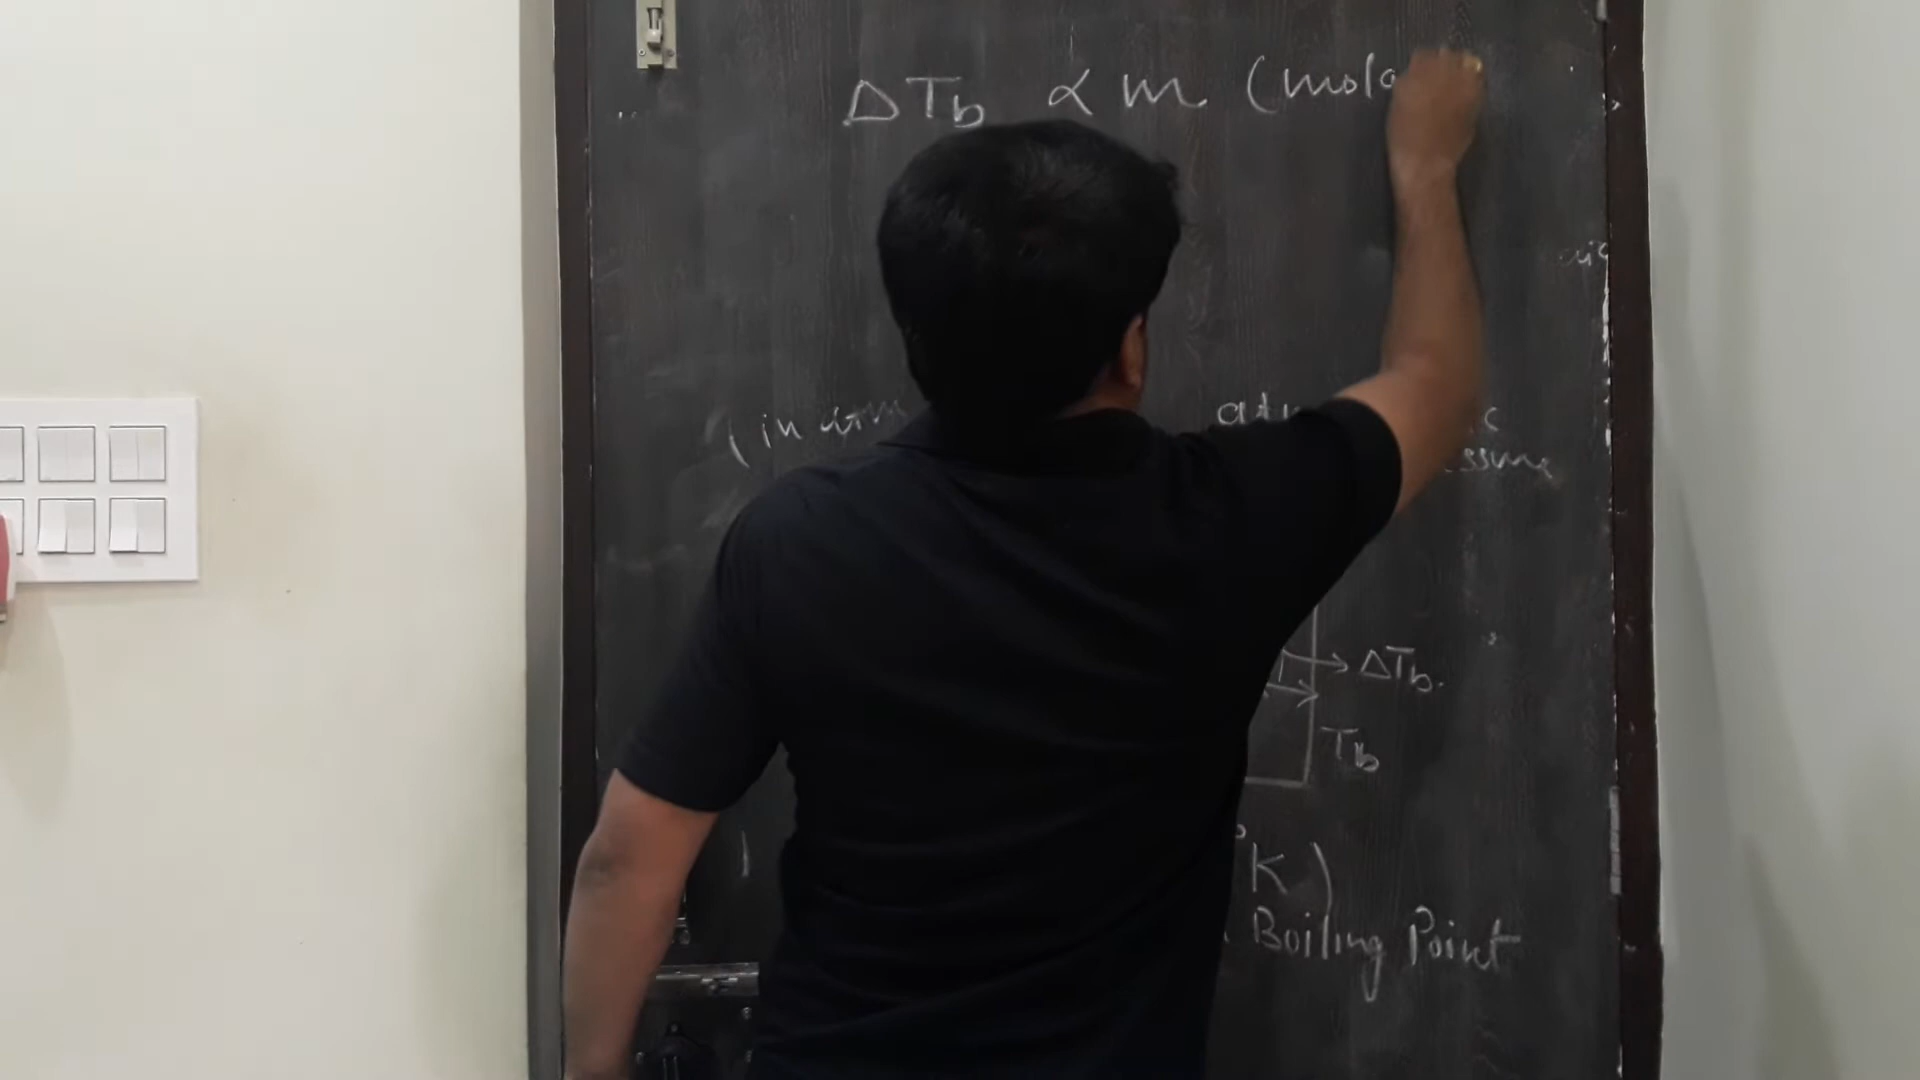 ΔTb ∝ m (mola
(in atm
ΔTb.
Tb
°K)
Boiling Point